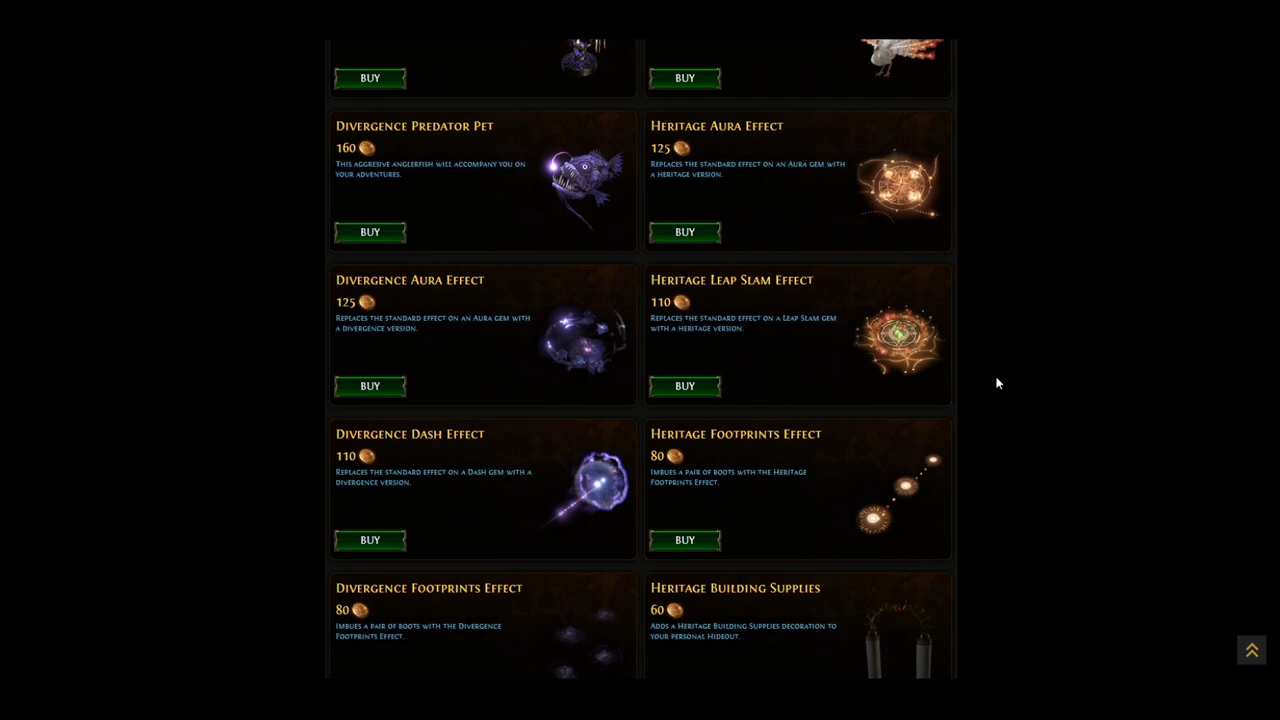 BUY
BUY
Divergence Predator Pet
160
This aggresive anglerfish will accompany you on
your adventures.
BUY
Heritage Aura Effect
125
Replaces the standard effect on an Aura gem with
a heritage version.
BUY
Divergence Aura Effect
125
Replaces the standard effect on an Aura gem with
a divergence version.
BUY
Heritage Leap Slam Effect
110
Replaces the standard effect on a Leap Slam gem
with a heritage version.
BUY
Divergence Dash Effect
110
Replaces the standard effect on a Dash gem with a
divergence version.
BUY
Heritage Footprints Effect
80
Imbues a pair of boots with the Heritage
Footprints Effect.
BUY
Divergence Footprints Effect
80
Imbues a pair of boots with the Divergence
Footprints Effect.
Heritage Building Supplies
60
Adds a Heritage Building Supplies decoration to
your personal Hideout.